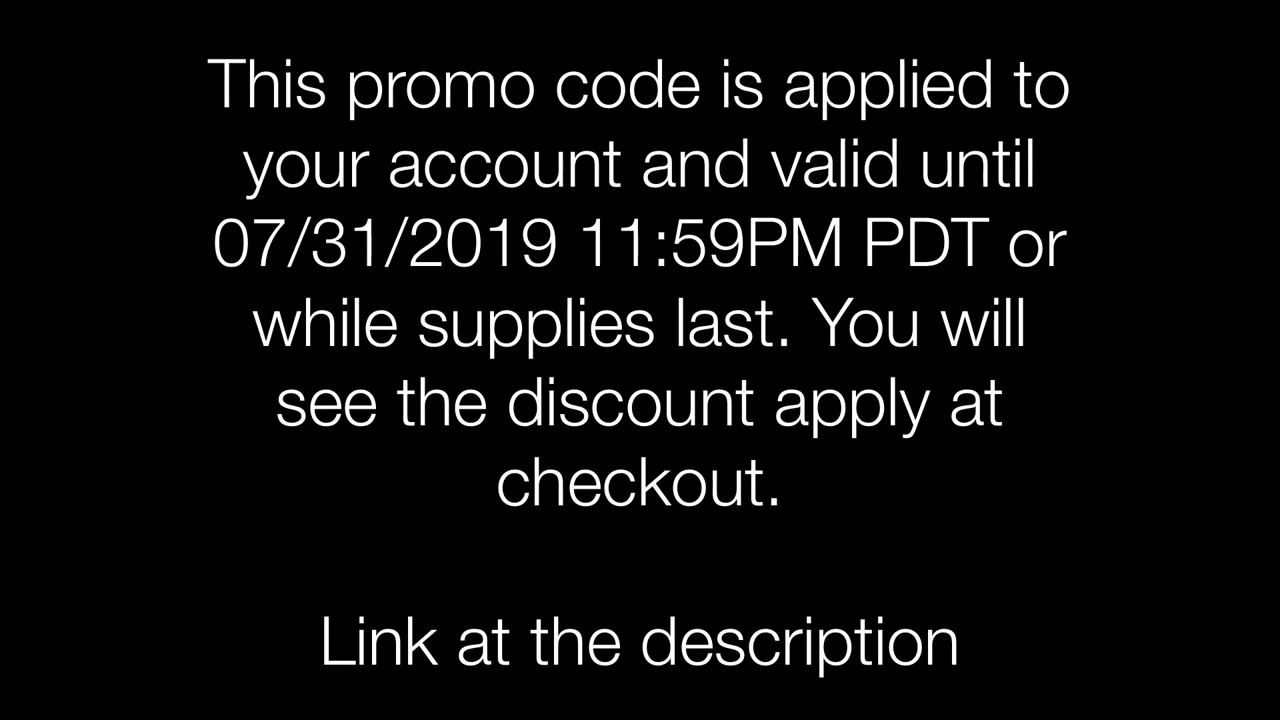 This promo code is applied to
your account and valid until
07/31/2019 11:59PM PDT or
while supplies last. You will
see the discount apply at
checkout.
Link at the description